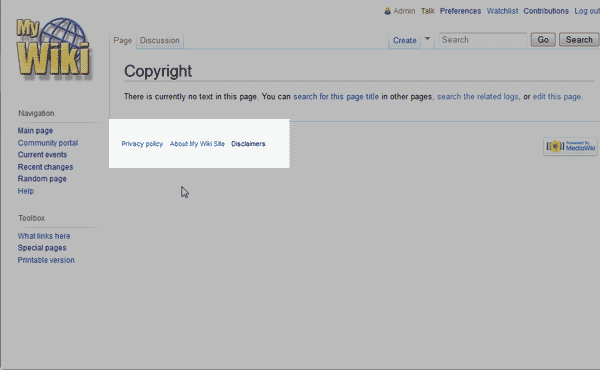 My
Wiki
Admin Talk Preferences Watchlist Contributions Log out
Page Discussion Create Search Go Search
Copyright
There is currently no text in this page. You can search for this page title in other pages, search the related logs, or edit this page.
Navigation
Main page
Community portal
Current events
Recent changes
Random page
Help
Toolbox
What links here
Special pages
Printable version
Privacy policy About My Wiki Site Disclaimers
Powered By
MediaWiki